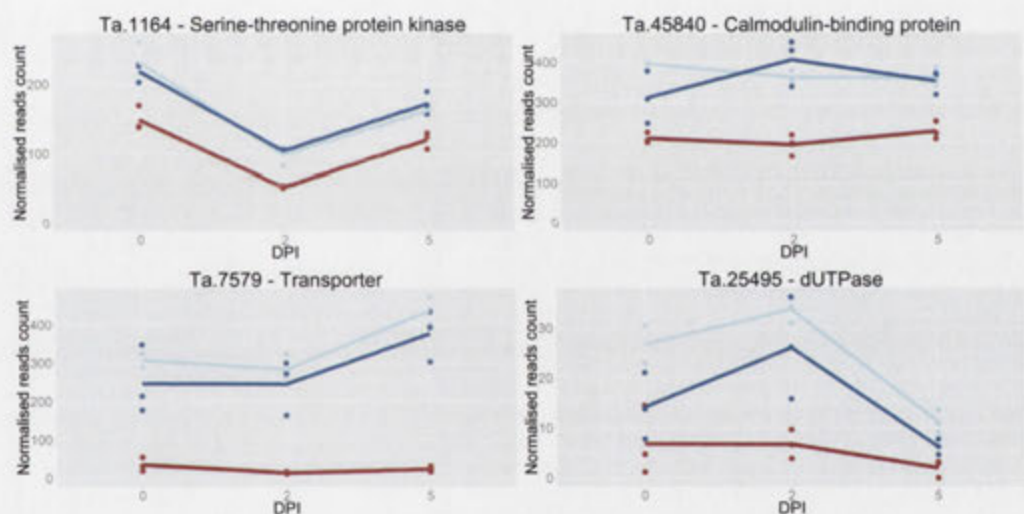 Ta.1164 - Serine-threonine protein kinase
Normalised reads count
200
100
0
0 2 5
DPI
Ta.45840 - Calmodulin-binding protein
Normalised reads count
400
300
200
100
0
0 2 5
DPI
Ta.7579 - Transporter
Normalised reads count
400
300
200
100
0
0 2 5
DPI
Ta.25495 - dUTPase
Normalised reads count
30
20
10
0
0 2 5
DPI